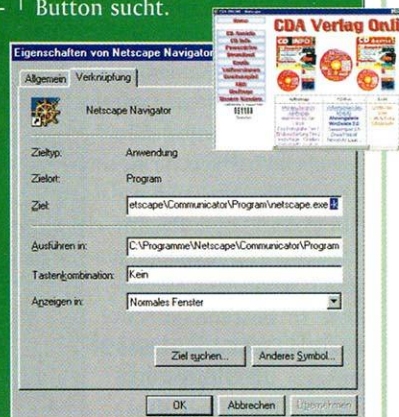 - Button sucht.
Eigenschaften von Netscape Navigator
CDA Verlag Onli
Allgemein Verknüpfung
Netscape Navigator
Zieltyp: Anwendung
Zielort: Program
Ziel: etscape\Communicator\Program\netscape.exe
Ausführen in: C:\Programme\Netscape\Communicator\Program
Tastenkombination: Kein
Anzeigen in: Normales Fenster
Ziel suchen... Anderes Symbol...
OK Abbrechen Übernehmen